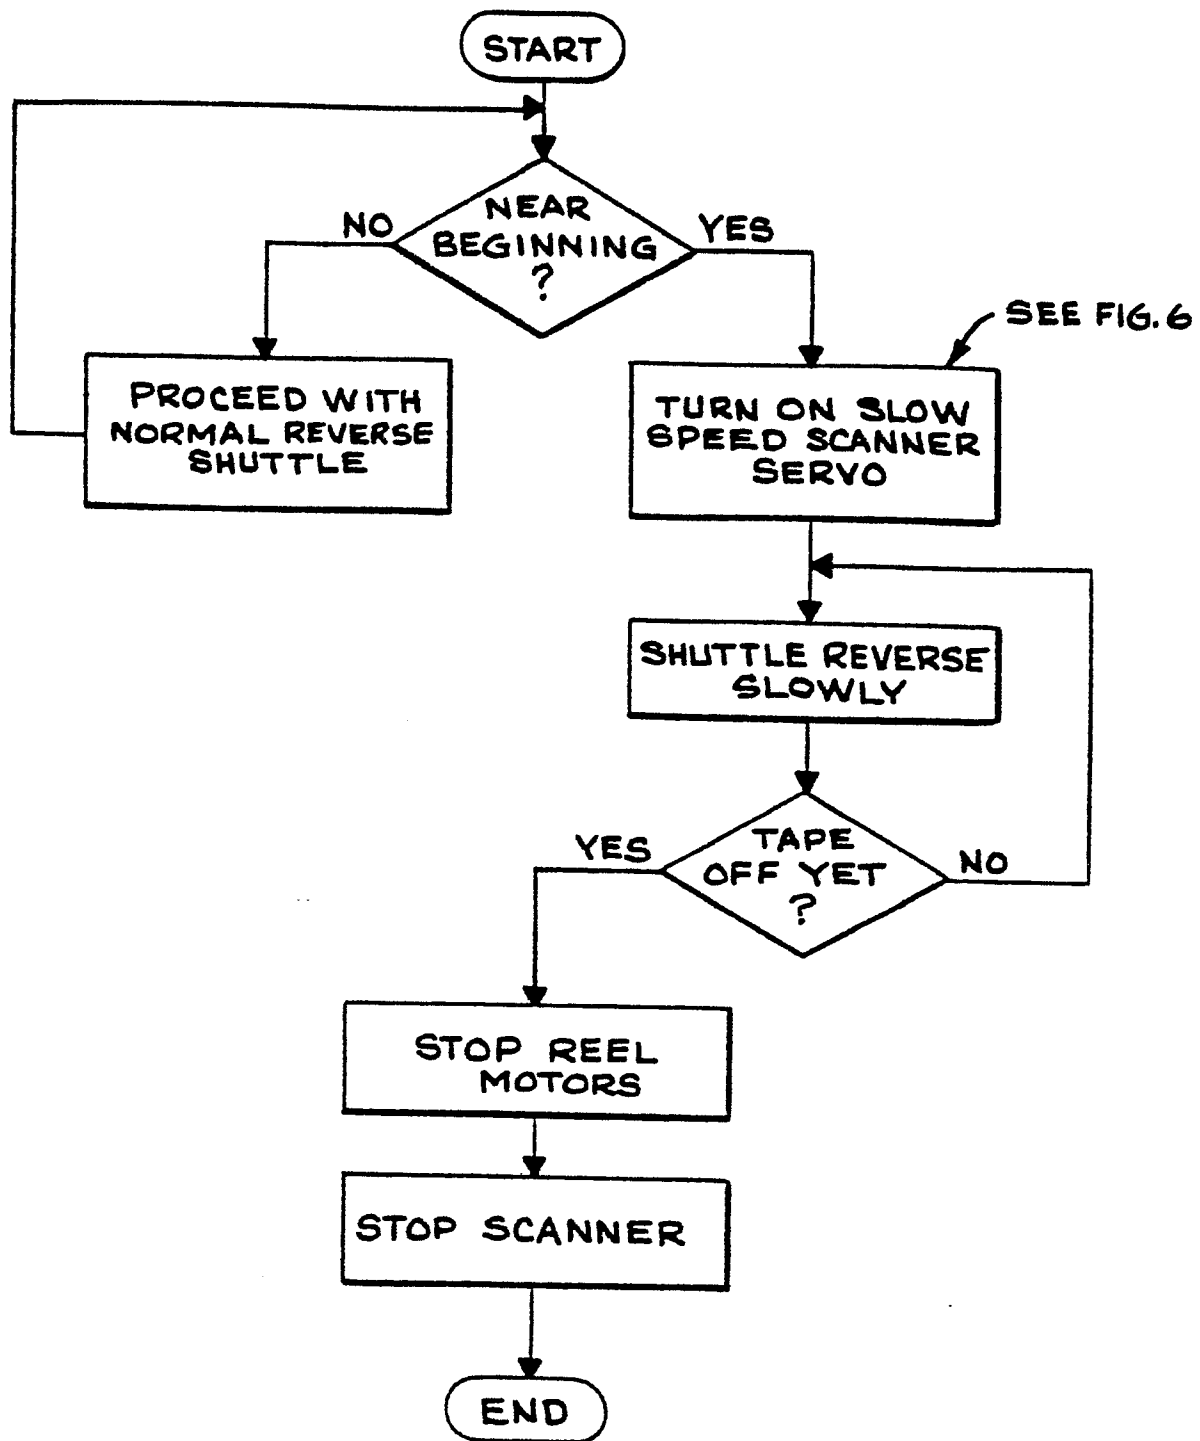 START
NEAR
BEGINNING
?
NO
YES
SEE FIG. 6
PROCEED WITH
NORMAL REVERSE
SHUTTLE
TURN ON SLOW
SPEED SCANNER
SERVO
SHUTTLE REVERSE
SLOWLY
TAPE
OFF YET
?
YES
NO
STOP REEL
MOTORS
STOP SCANNER
END